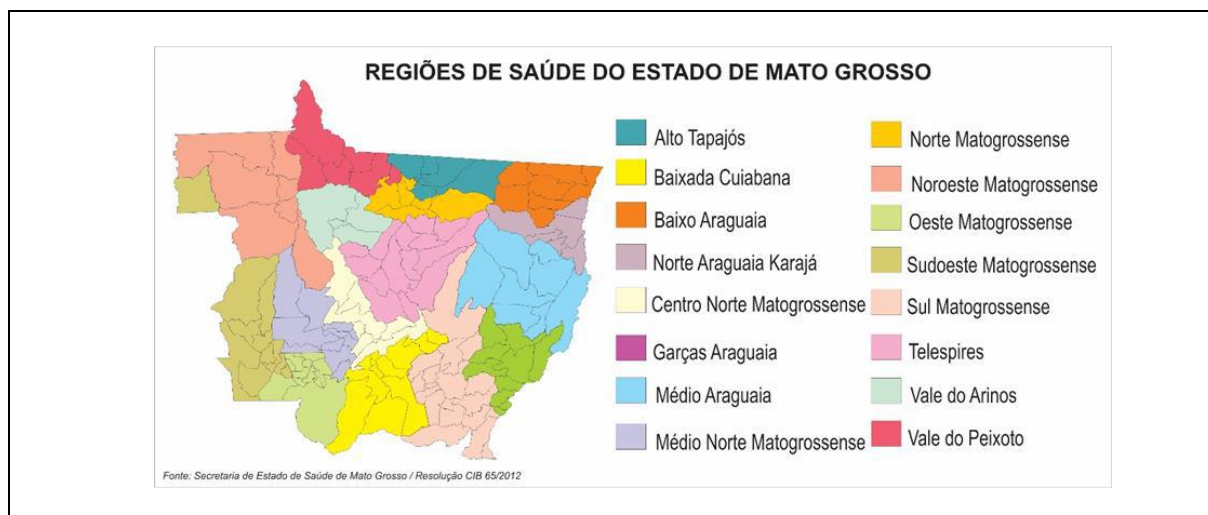 REGIÕES DE SAÚDE DO ESTADO DE MATO GROSSO
Alto Tapajós
Baixada Cuiabana
Baixo Araguaia
Norte Araguaia Karajá
Centro Norte Matogrossense
Garças Araguaia
Médio Araguaia
Médio Norte Matogrossense
Norte Matogrossense
Noroeste Matogrossense
Oeste Matogrossense
Sudoeste Matogrossense
Sul Matogrossense
Telespires
Vale do Arinos
Vale do Peixoto
Fonte: Secretaria de Estado de Saúde de Mato Grosso / Resolução CIB 65/2012